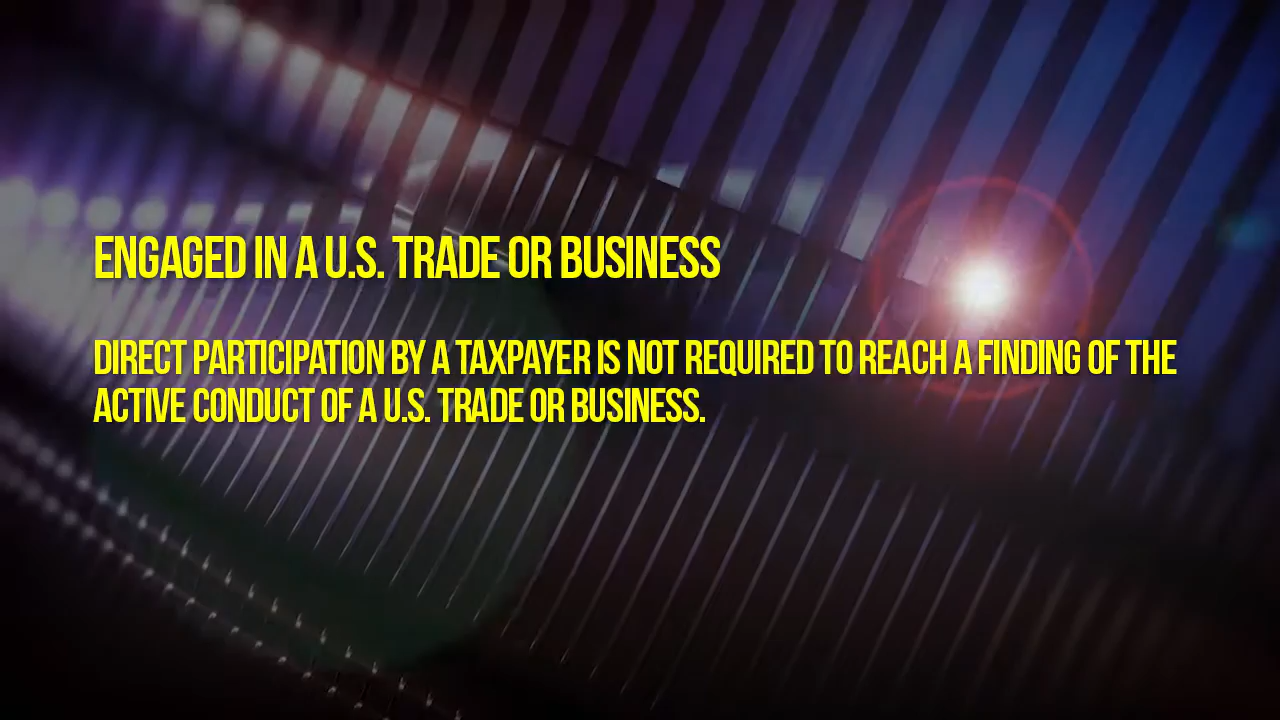 ENGAGED IN A U.S. TRADE OR BUSINESS
DIRECT PARTICIPATION BY A TAXPAYER IS NOT REQUIRED TO REACH A FINDING OF THE
ACTIVE CONDUCT OF A U.S. TRADE OR BUSINESS.